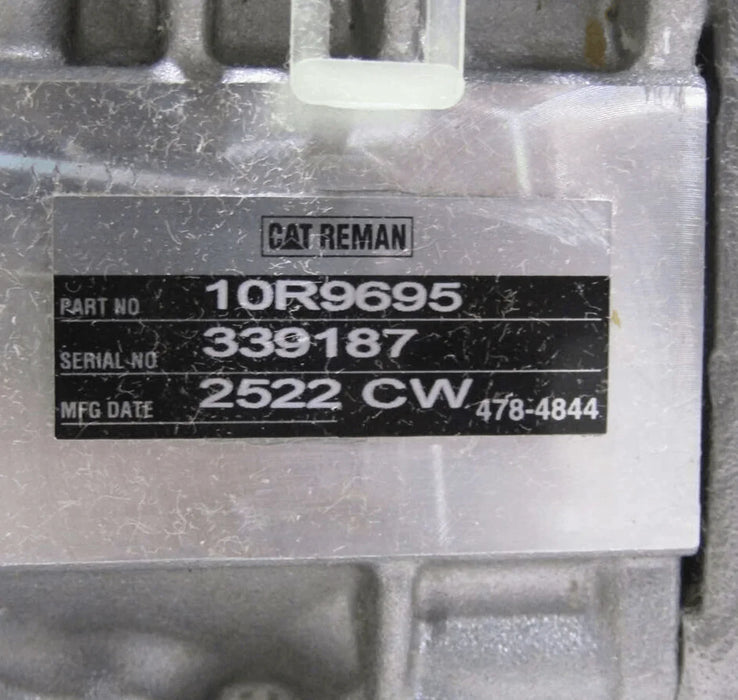 CAT REMAN
PART NO 10R9695
SERIAL NO 339187
MFG DATE 2522 CW 478-4844